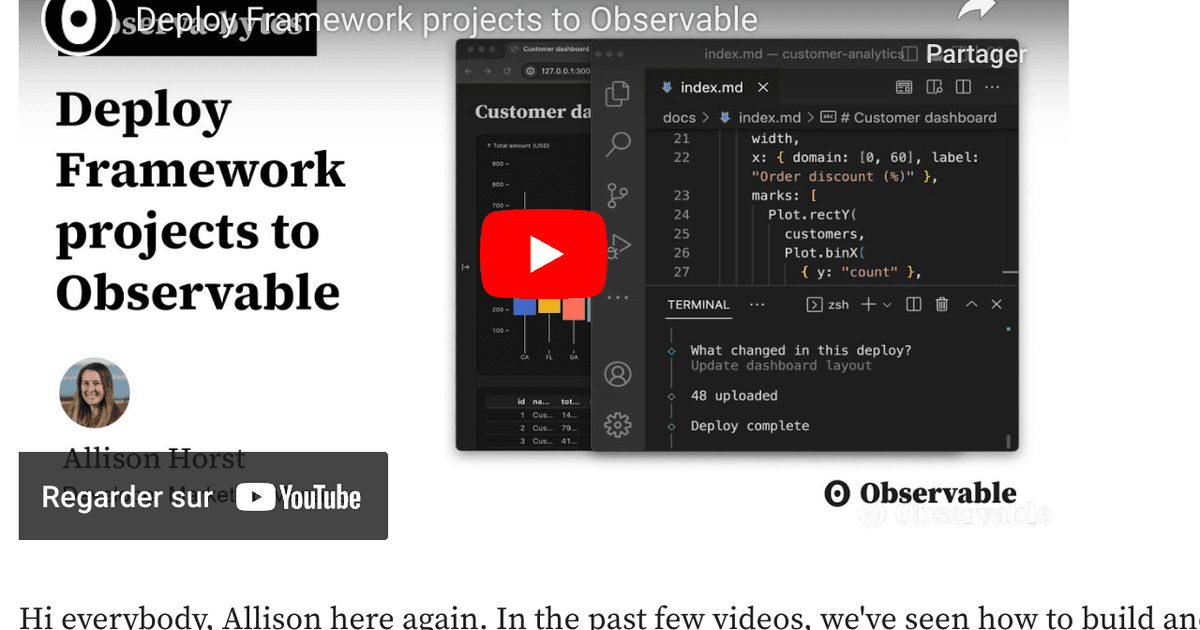 Deploy Framework projects to Observable
Partager
Deploy
Framework
projects to
Observable
Allison Horst
Regarder sur YouTube
Customer dashboard
127.0.0.1:300
Customer da
↑ Total amount (USD)
900
800
700
200
100
CA FL GA
id na... tot...
1 Cus... 14...
2 Cus... 79...
3 Cus... 41...
index.md — customer-analytics
index.md
docs > index.md > # Customer dashboard
21 width,
22 x: { domain: [0, 60], label:
"Order discount (%)" },
23 marks: [
24 Plot.rectY(
25 customers,
26 Plot.binX(
27 { y: "count" },
TERMINAL ... zsh
What changed in this deploy?
Update dashboard layout
48 uploaded
Deploy complete
Observable
Observable
Hi everybody, Allison here again. In the past few videos, we've seen how to build an